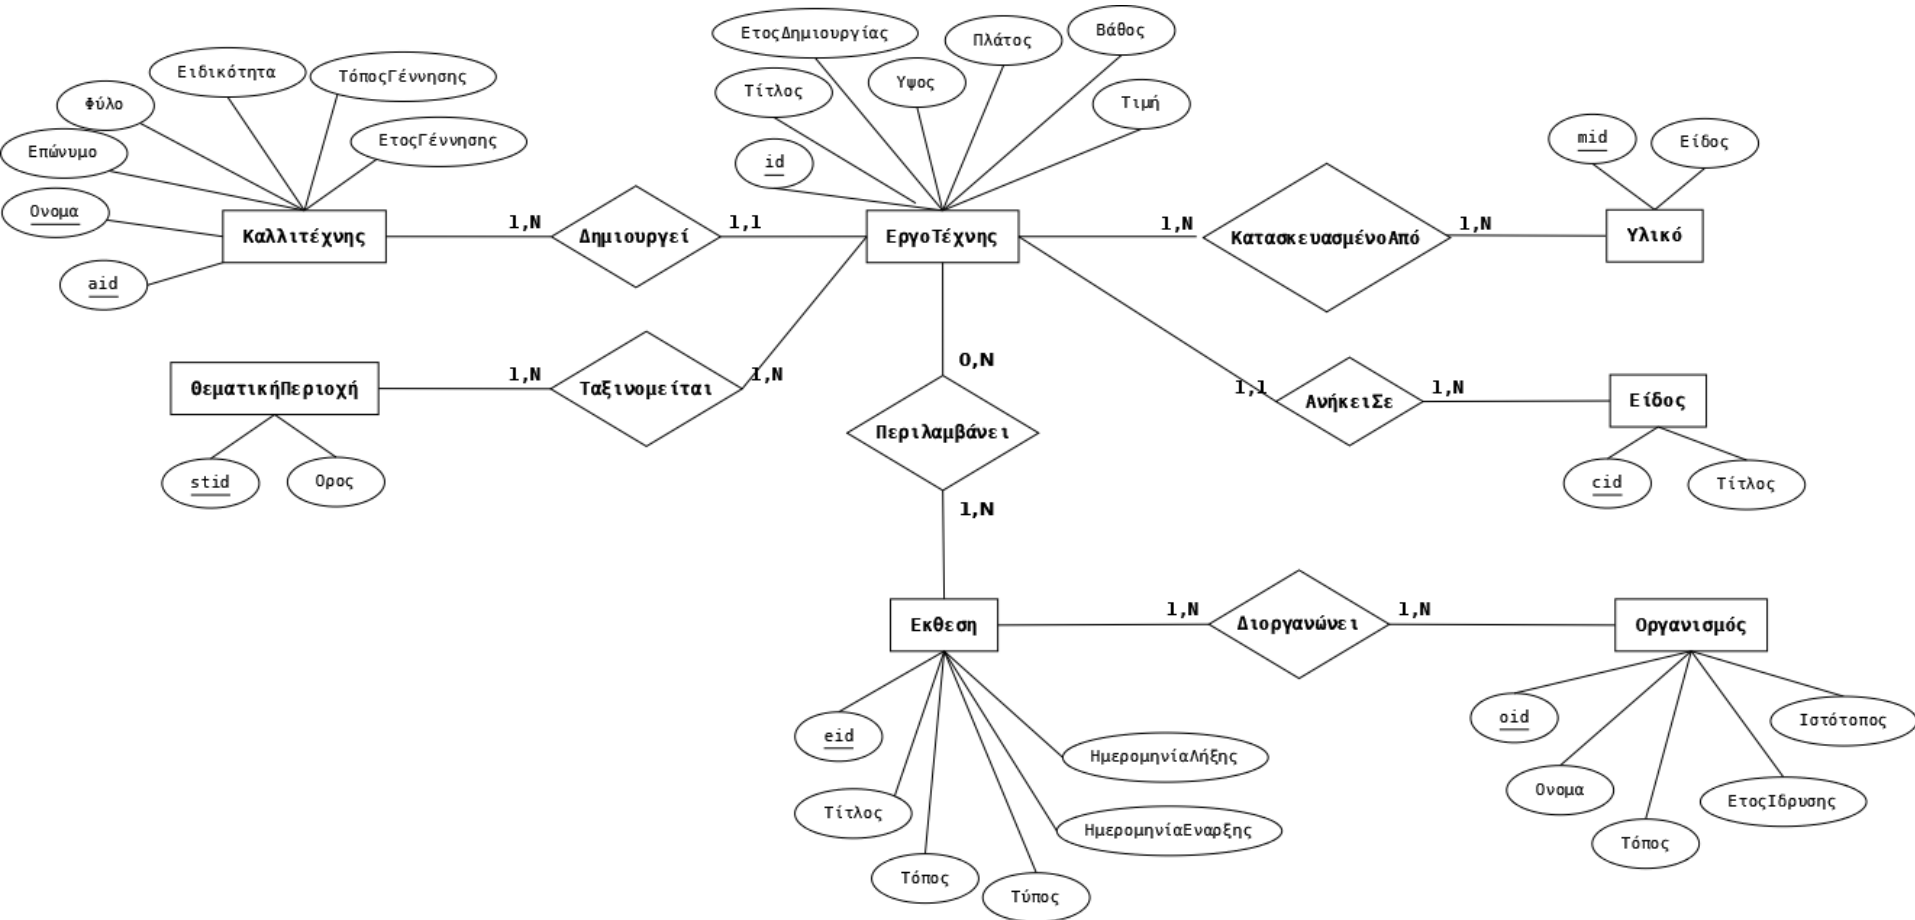 ΕτοςΔημιουργίας
Πλάτος
Βάθος
Ειδικότητα
ΤόποςΓέννησης
Υψος
Τίτλος
Τιμή
Φύλο
ΕτοςΓέννησης
mid
Είδος
Επώνυμο
id
Ονομα
Καλλιτέχνης
1,N
Δημιουργεί
1,1
ΕργοΤέχνης
1,N
ΚατασκευασμένοΑπό
1,N
Υλικό
aid
0,N
ΘεματικήΠεριοχή
1,N
Ταξινομείται
1,N
1,1
ΑνήκειΣε
1,N
Είδος
Περιλαμβάνει
stid
Ορος
cid
Τίτλος
1,N
Εκθεση
1,N
Διοργανώνει
1,N
Οργανισμός
eid
oid
Ιστότοπος
ΗμερομηνίαΛήξης
Ονομα
ΕτοςΙδρυσης
Τίτλος
ΗμερομηνίαΕναρξης
Τόπος
Τόπος
Τύπος